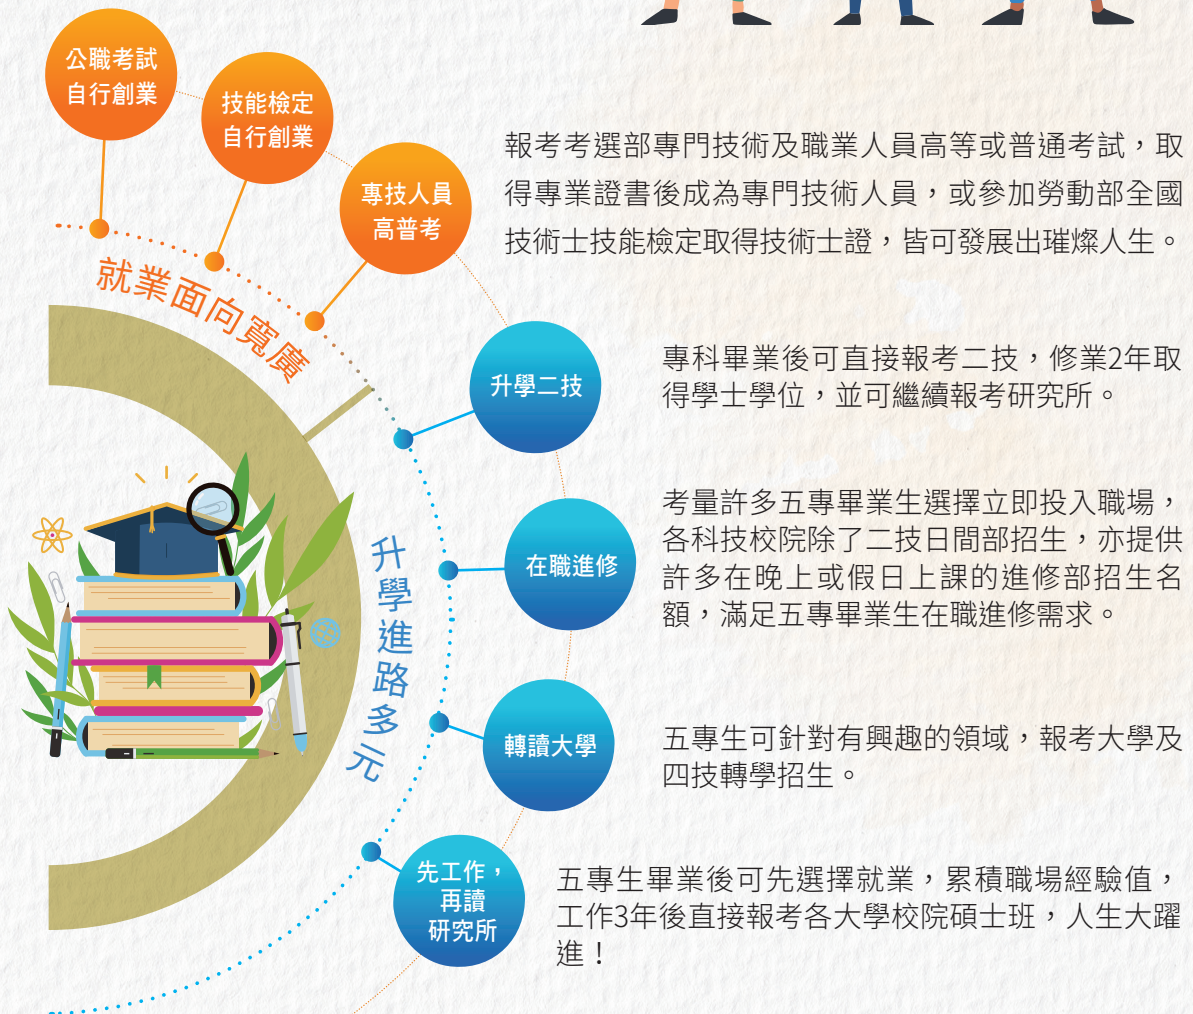 公職考試
自行創業
技能檢定
自行創業
專技人員
高普考
就業面向寬廣
報考考選部專門技術及職業人員高等或普通考試，取
得專業證書後成為專門技術人員，或參加勞動部全國
技術士技能檢定取得技術士證，皆可發展出璀燦人生。
升學二技
專科畢業後可直接報考二技，修業2年取
得學士學位，並可繼續報考研究所。
升學進路多元
在職進修
考量許多五專畢業生選擇立即投入職場，
各科技校院除了二技日間部招生，亦提供
許多在晚上或假日上課的進修部招生名
額，滿足五專畢業生在職進修需求。
轉讀大學
五專生可針對有興趣的領域，報考大學及
四技轉學招生。
先工作，
再讀
研究所
五專生畢業後可先選擇就業，累積職場經驗值，
工作3年後直接報考各大學校院碩士班，人生大躍
進！